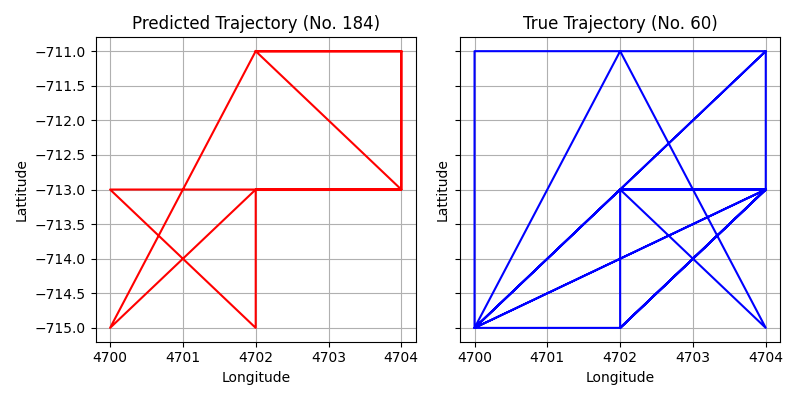 Predicted Trajectory (No. 184)
True Trajectory (No. 60)
Lattitude
−711.0
−711.5
−712.0
−712.5
−713.0
−713.5
−714.0
−714.5
−715.0
4700 4701 4702 4703 4704
Longitude
Lattitude
4700 4701 4702 4703 4704
Longitude